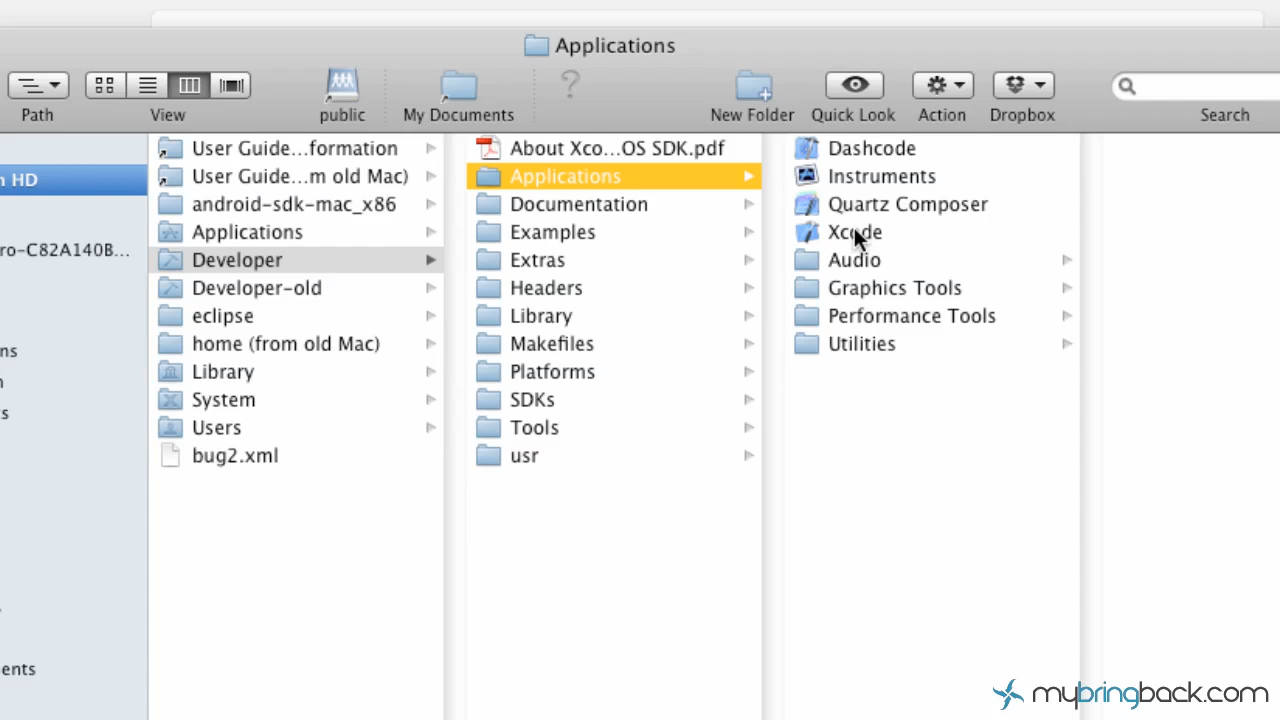 Applications
Path
View
public
My Documents
?
New Folder
Quick Look
Action
Dropbox
Search
n HD
ro-C82A140B...
ns
n
s
ents
User Guide...formation
User Guide...m old Mac)
android-sdk-mac_x86
Applications
Developer
Developer-old
eclipse
home (from old Mac)
Library
System
Users
bug2.xml
About Xco...OS SDK.pdf
Applications
Documentation
Examples
Extras
Headers
Library
Makefiles
Platforms
SDKs
Tools
usr
Dashcode
Instruments
Quartz Composer
Xcode
Audio
Graphics Tools
Performance Tools
Utilities
mybringback.com